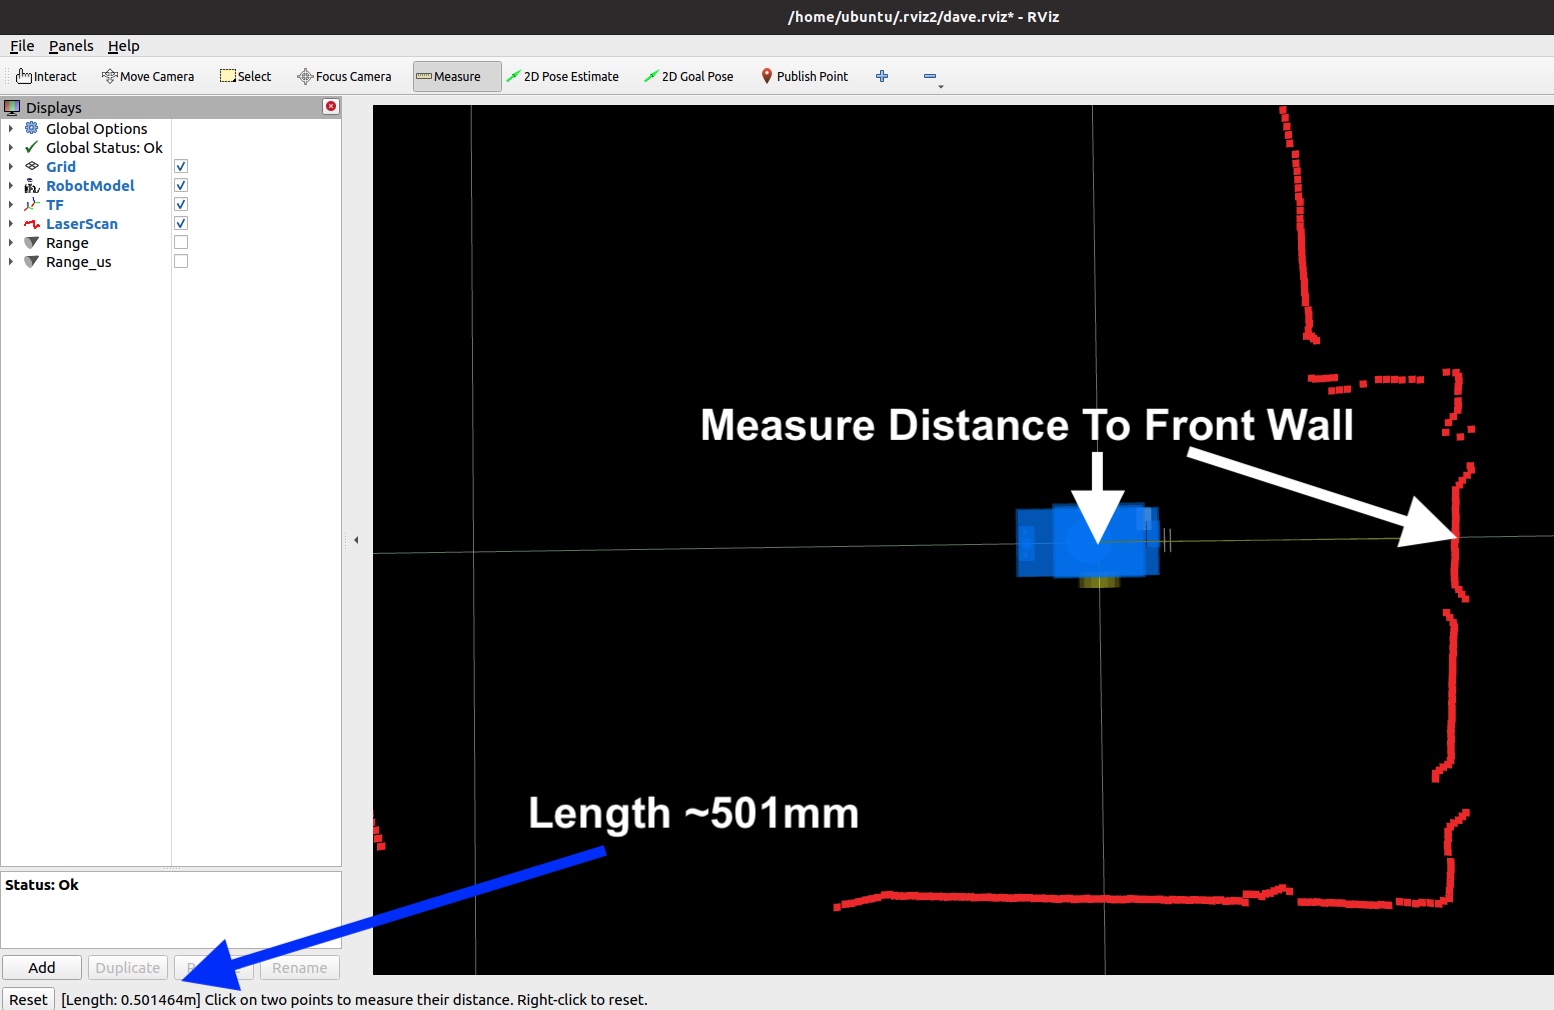 /home/ubuntu/.rviz2/dave.rviz* - RViz
File Panels Help
Interact Move Camera Select Focus Camera Measure 2D Pose Estimate 2D Goal Pose Publish Point
Displays
Global Options
Global Status: Ok
Grid
RobotModel
TF
LaserScan
Range
Range_us
Measure Distance To Front Wall
Length ~501mm
Status: Ok
Add Duplicate Rename
Reset [Length: 0.501464m] Click on two points to measure their distance. Right-click to reset.